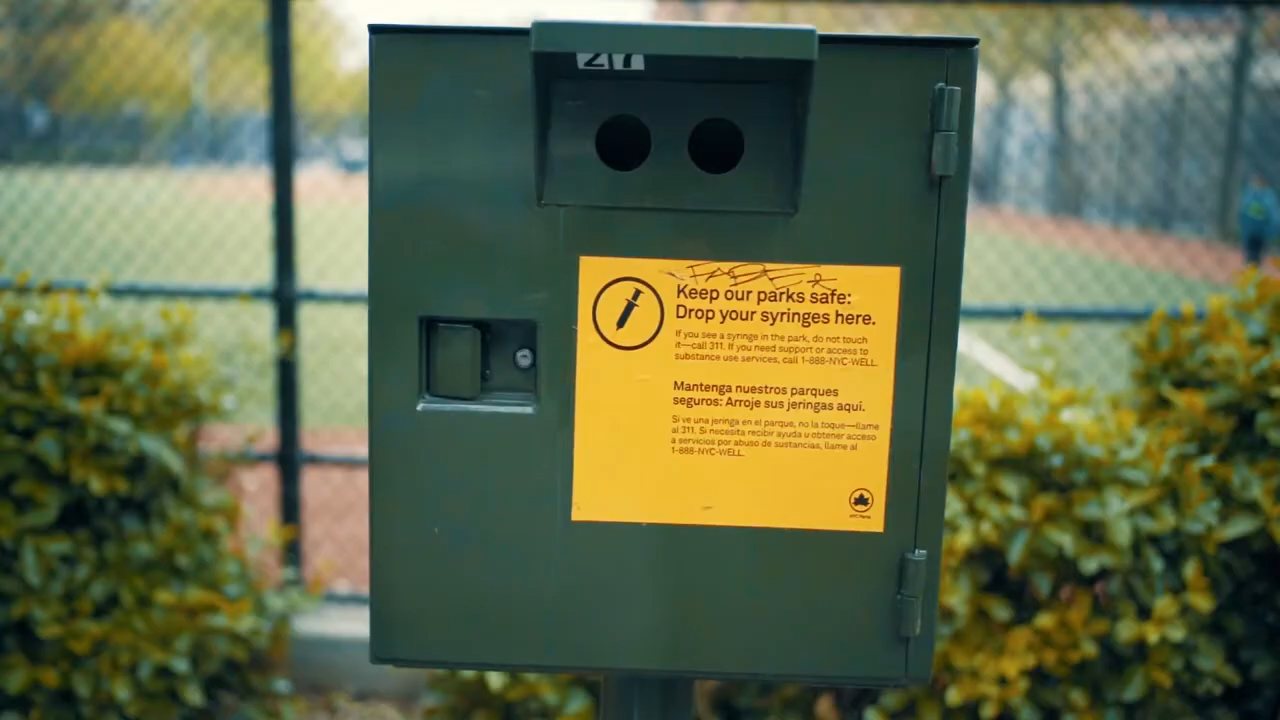 27
Keep our parks safe:
Drop your syringes here.
If you see a syringe in the park, do not touch
it—call 311. If you need support or access to
substance use services, call 1-888-NYC-WELL.
Mantenga nuestros parques
seguros: Arroje sus jeringas aquí.
Si ve una jeringa en el parque, no la toque—llame
al 311. Si necesita recibir ayuda u obtener acceso
a servicios por abuso de sustancias, llame al
1-888-NYC-WELL.
NYC Parks